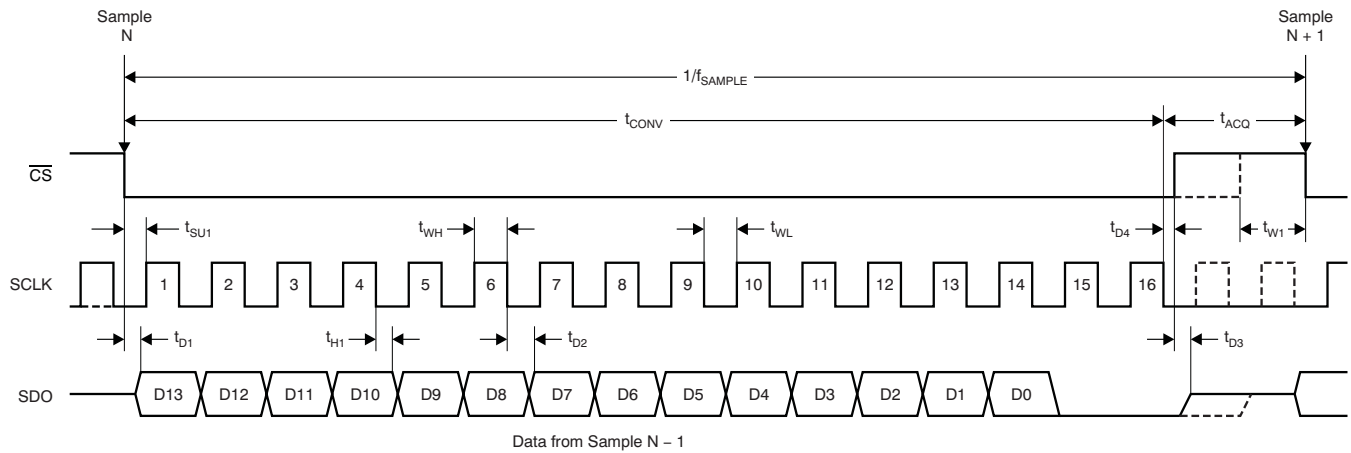 Sample N
Sample N + 1
1/fSAMPLE
tCONV
tACQ
CS
tSU1
tWH
tWL
tD4
tW1
SCLK
1 2 3 4 5 6 7 8 9 10 11 12 13 14 15 16
tD1
tH1
tD2
tD3
SDO
D13 D12 D11 D10 D9 D8 D7 D6 D5 D4 D3 D2 D1 D0
Data from Sample N − 1